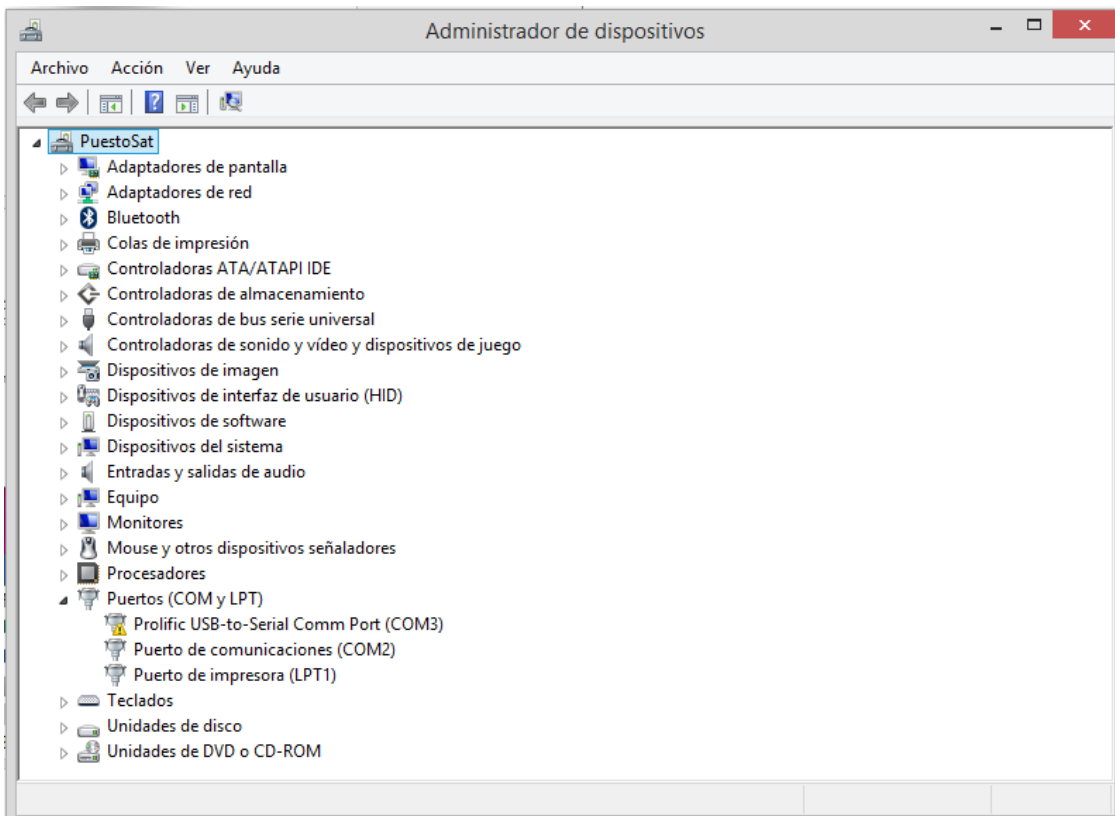 Administrador de dispositivos
Archivo Acción Ver Ayuda
PuestoSat
Adaptadores de pantalla
Adaptadores de red
Bluetooth
Colas de impresión
Controladoras ATA/ATAPI IDE
Controladoras de almacenamiento
Controladoras de bus serie universal
Controladoras de sonido y vídeo y dispositivos de juego
Dispositivos de imagen
Dispositivos de interfaz de usuario (HID)
Dispositivos de software
Dispositivos del sistema
Entradas y salidas de audio
Equipo
Monitores
Mouse y otros dispositivos señaladores
Procesadores
Puertos (COM y LPT)
Prolific USB-to-Serial Comm Port (COM3)
Puerto de comunicaciones (COM2)
Puerto de impresora (LPT1)
Teclados
Unidades de disco
Unidades de DVD o CD-ROM